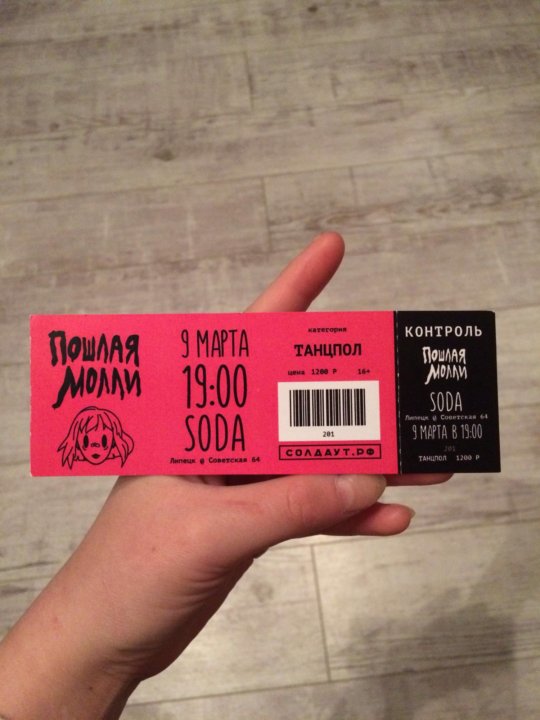 ПОШЛАЯ
МОЛЛИ
9 МАРТА
19:00
SODA
Липецк @ Советская 64
категория
ТАНЦПОЛ
цена 1200 Р 16+
201
СОЛДАУТ.РФ
КОНТРОЛЬ
ПОШЛАЯ
МОЛЛИ
SODA
Липецк @ Советская 64
9 МАРТА В 19:00
201
ТАНЦПОЛ 1200 Р